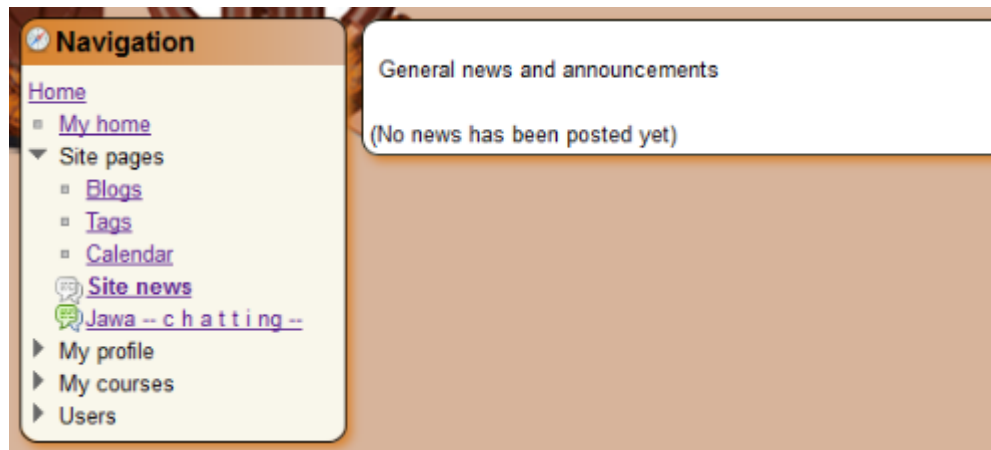 Navigation
Home
My home
Site pages
Blogs
Tags
Calendar
Site news
Jawa -- c h a t t i ng --
My profile
My courses
Users
General news and announcements
(No news has been posted yet)